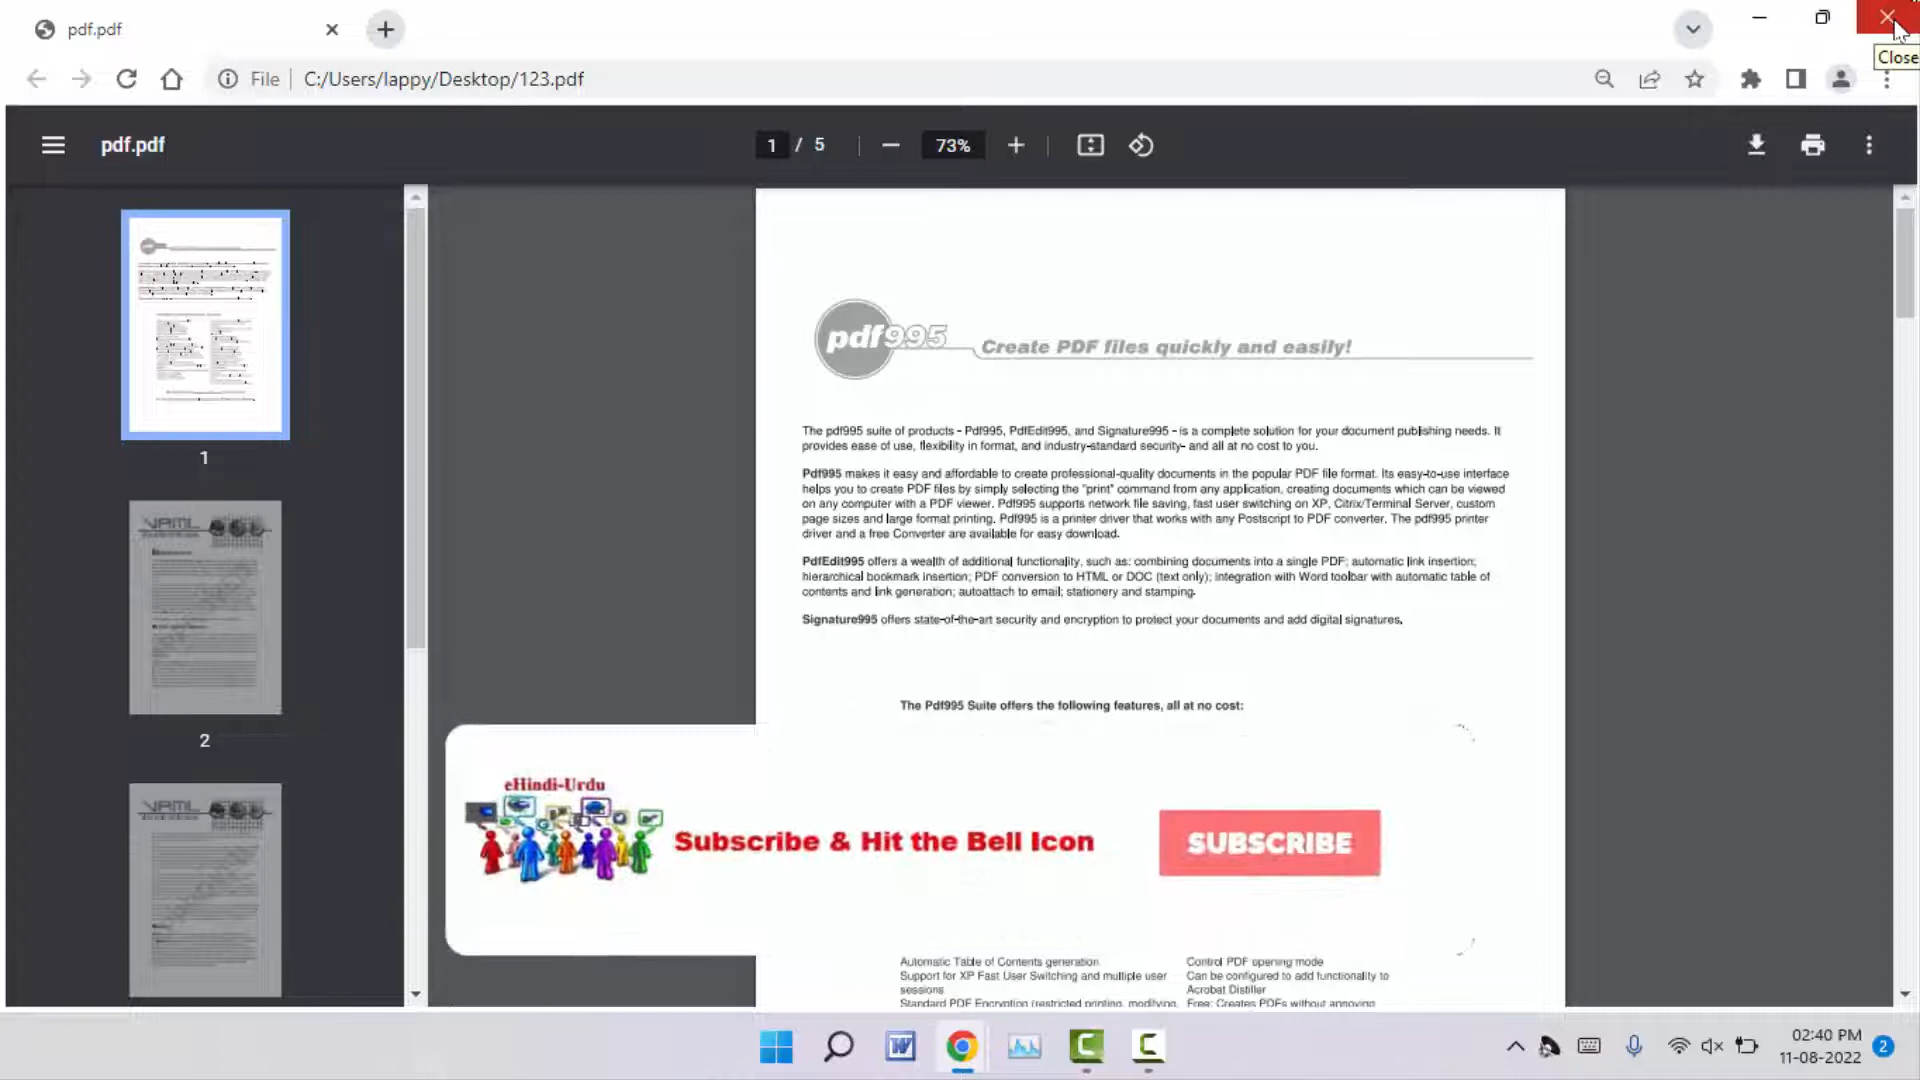 pdf.pdf
Close
File
C:/Users/lappy/Desktop/123.pdf
pdf.pdf
1 / 5
73%
pdf995
Create PDF files quickly and easily!
The pdf995 suite of products - Pdf995, PdfEdit995, and Signature995 - is a complete solution for your document publishing needs. It
provides ease of use, flexibility in format, and industry-standard security- and all at no cost to you.
Pdf995 makes it easy and affordable to create professional-quality documents in the popular PDF file format. Its easy-to-use interface
helps you to create PDF files by simply selecting the "print" command from any application, creating documents which can be viewed
on any computer with a PDF viewer. Pdf995 supports network file saving, fast user switching on XP, Citrix/Terminal Server, custom
page sizes and large format printing. Pdf995 is a printer driver that works with any Postscript to PDF converter. The pdf995 printer
driver and a free Converter are available for easy download.
PdfEdit995 offers a wealth of additional functionality, such as: combining documents into a single PDF; automatic link insertion;
hierarchical bookmark insertion; PDF conversion to HTML or DOC (text only); integration with Word toolbar with automatic table of
contents and link generation; autoattach to email; stationery and stamping.
Signature995 offers state-of-the-art security and encryption to protect your documents and add digital signatures.
The Pdf995 Suite offers the following features, all at no cost:
1
2
eHindi-Urdu
Subscribe & Hit the Bell Icon
SUBSCRIBE
Automatic Table of Contents generation
Support for XP Fast User Switching and multiple user
sessions
Standard PDF Encryption (restricted printing, modifying,
Control PDF opening mode
Can be configured to add functionality to
Acrobat Distiller
Free: Creates PDFs without annoying
02:40 PM
11-08-2022
2